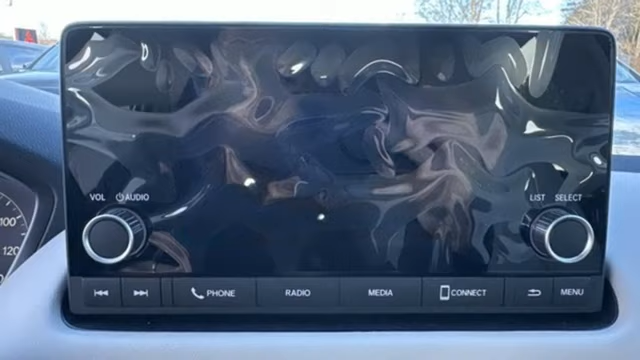 VOL AUDIO LIST SELECT
100
120
PHONE RADIO MEDIA CONNECT MENU